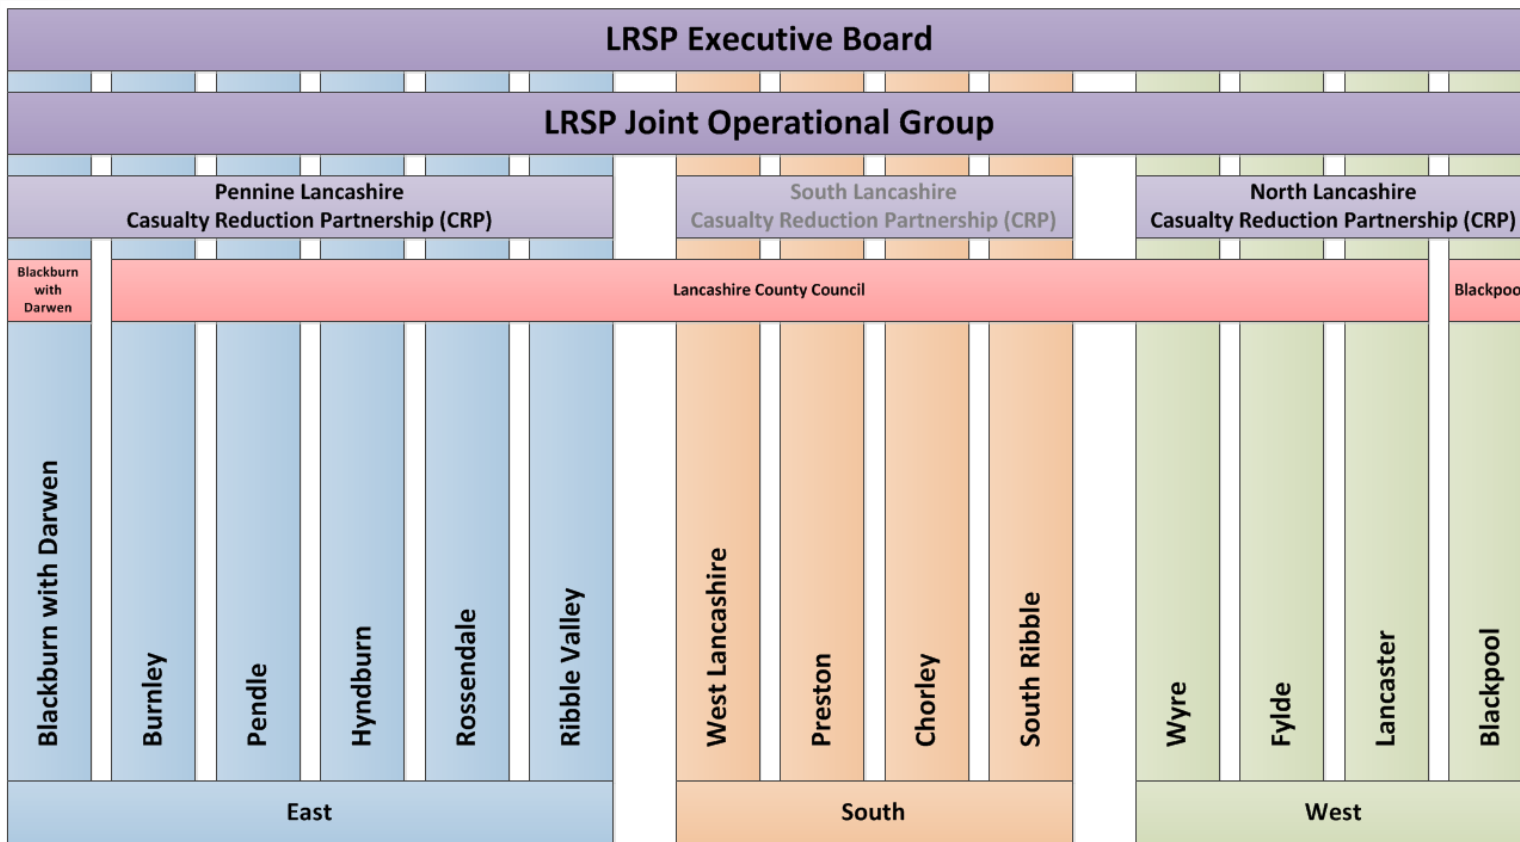 LRSP Executive Board
LRSP Joint Operational Group
Pennine Lancashire
Casualty Reduction Partnership (CRP)
South Lancashire
Casualty Reduction Partnership (CRP)
North Lancashire
Casualty Reduction Partnership (CRP)
Blackburn
with
Darwen
Lancashire County Council
Blackpoo
Blackburn with Darwen
Burnley
Pendle
Hyndburn
Rossendale
Ribble Valley
West Lancashire
Preston
Chorley
South Ribble
Wyre
Fylde
Lancaster
Blackpool
East
South
West